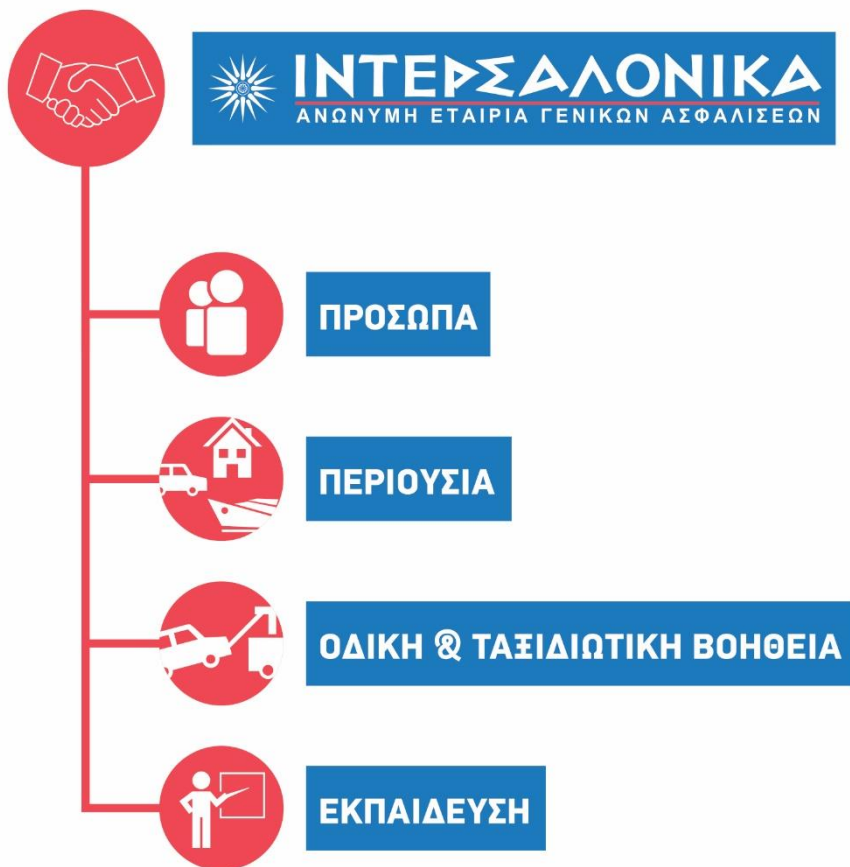 ΙΝΤΕΡΣΑΛΟΝΙΚΑ
ΑΝΩΝΥΜΗ ΕΤΑΙΡΙΑ ΓΕΝΙΚΩΝ ΑΣΦΑΛΙΣΕΩΝ
ΠΡΟΣΩΠΑ
ΠΕΡΙΟΥΣΙΑ
ΟΔΙΚΗ & ΤΑΞΙΔΙΩΤΙΚΗ ΒΟΗΘΕΙΑ
ΕΚΠΑΙΔΕΥΣΗ